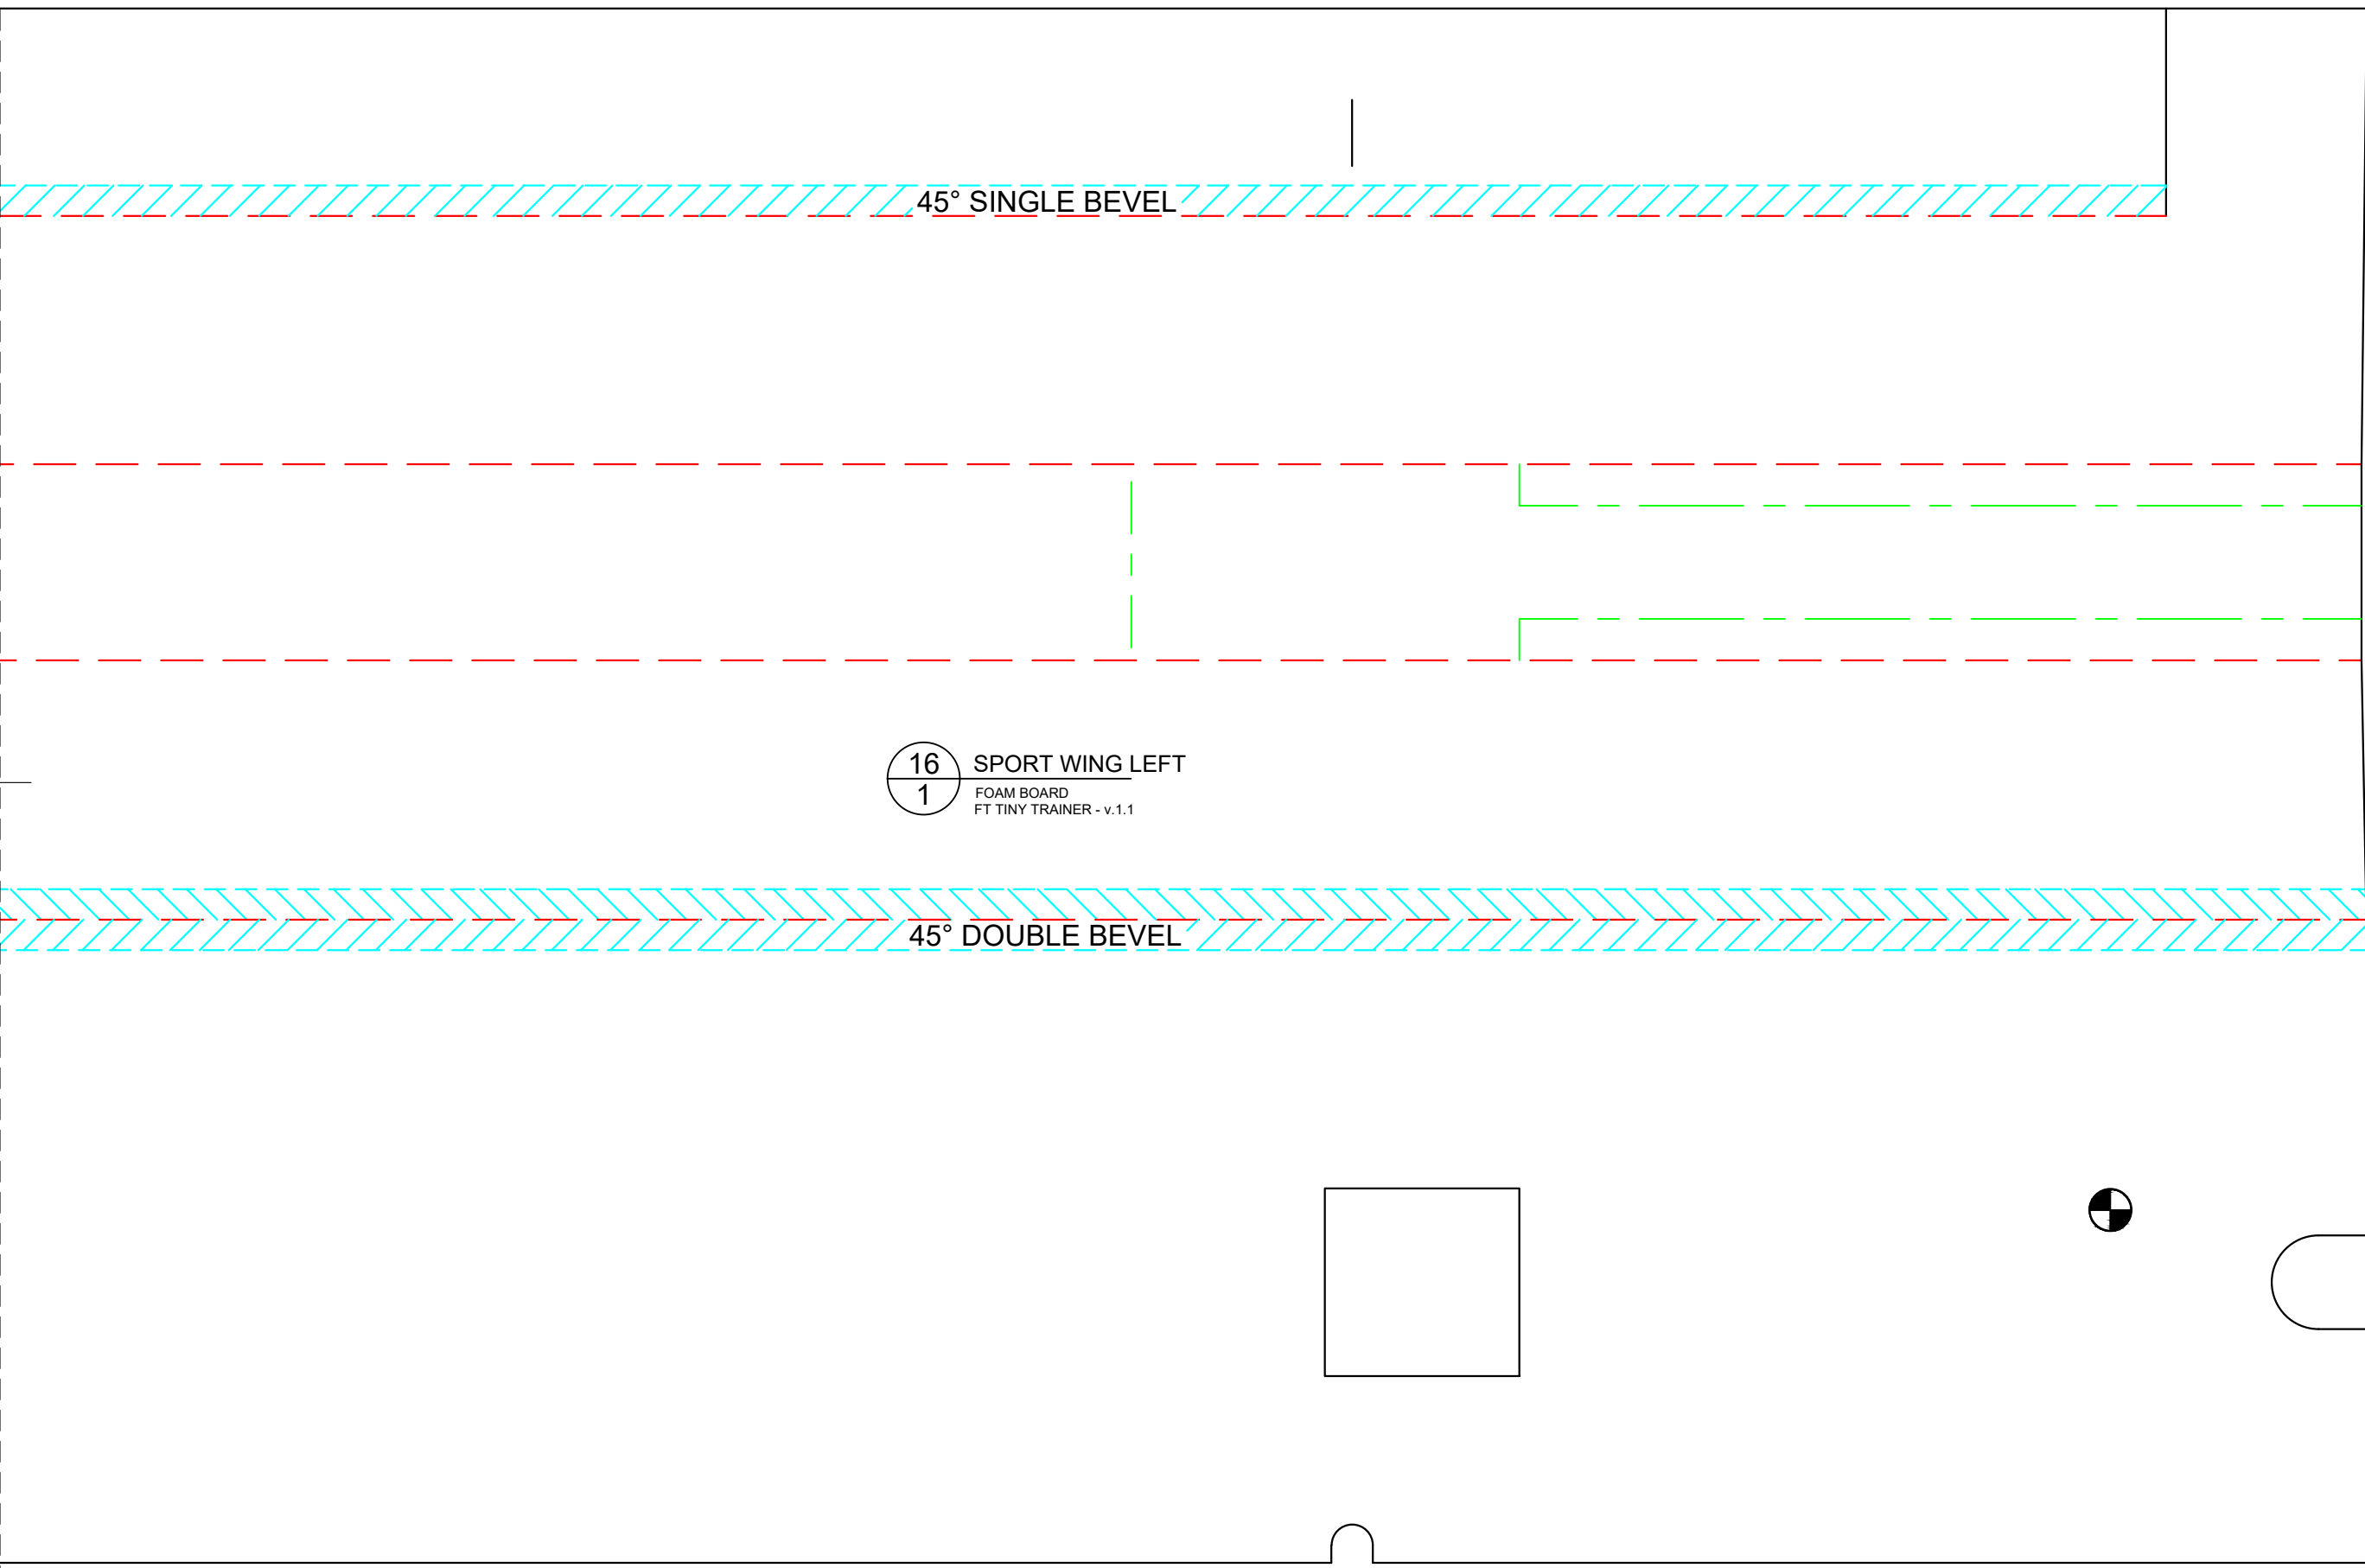 45° SINGLE BEVEL
16
1
SPORT WING LEFT
FOAM BOARD
FT TINY TRAINER - v.1.1
45° DOUBLE BEVEL